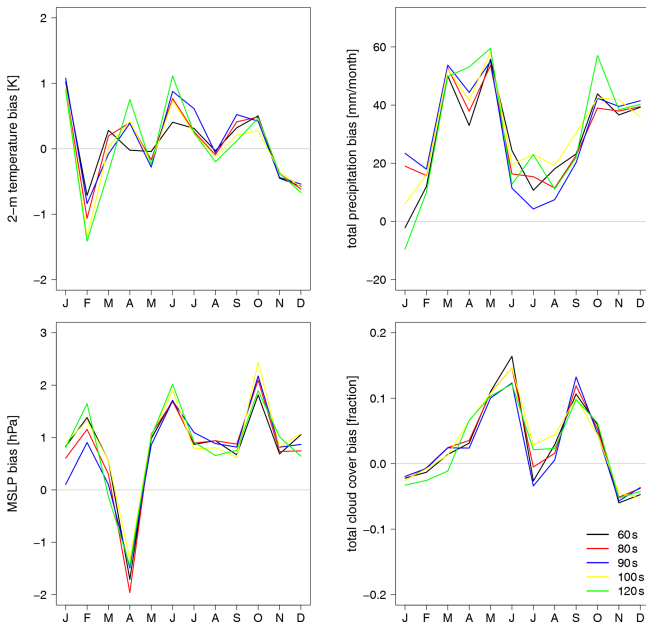 2−m temperature bias [K]
2
1
0
−1
−2
J F M A M J J A S O N D
total precipitation bias [mm/month]
60
40
20
0
−20
J F M A M J J A S O N D
MSLP bias [hPa]
3
2
1
0
−1
−2
J F M A M J J A S O N D
total cloud cover bias [fraction]
0.2
0.1
0.0
−0.1
−0.2
J F M A M J J A S O N D
60s
80s
90s
100s
120s